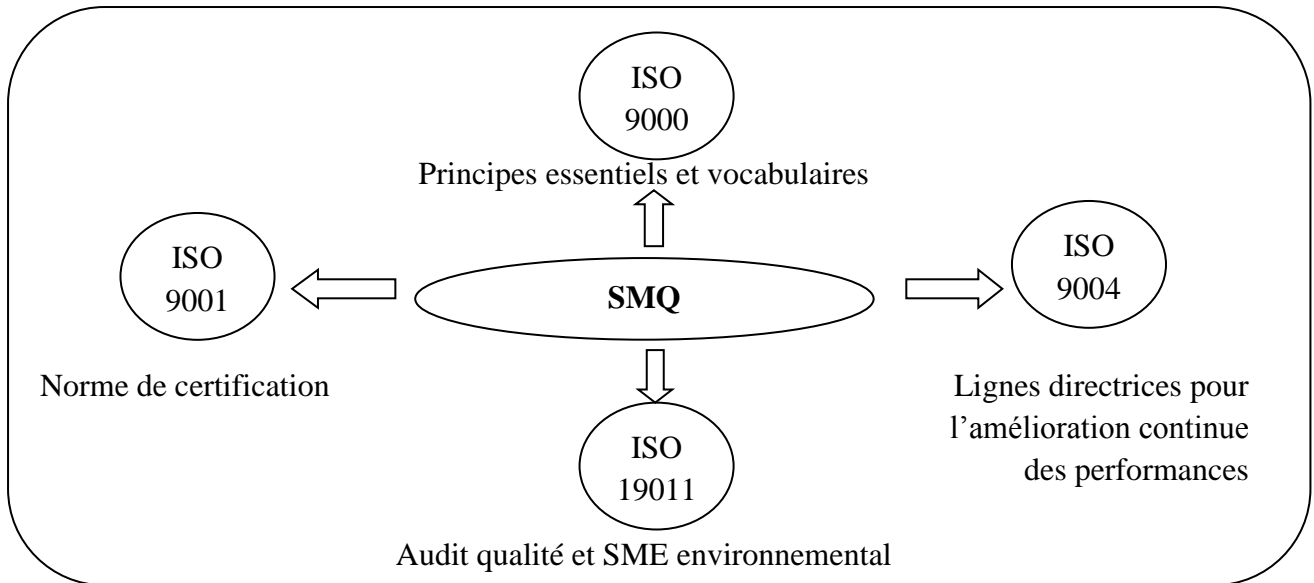 ISO
9000
Principes essentiels et vocabulaires
ISO
9001
SMQ
ISO
9004
Norme de certification
Lignes directrices pour
l’amélioration continue
des performances
ISO
19011
Audit qualité et SME environnemental